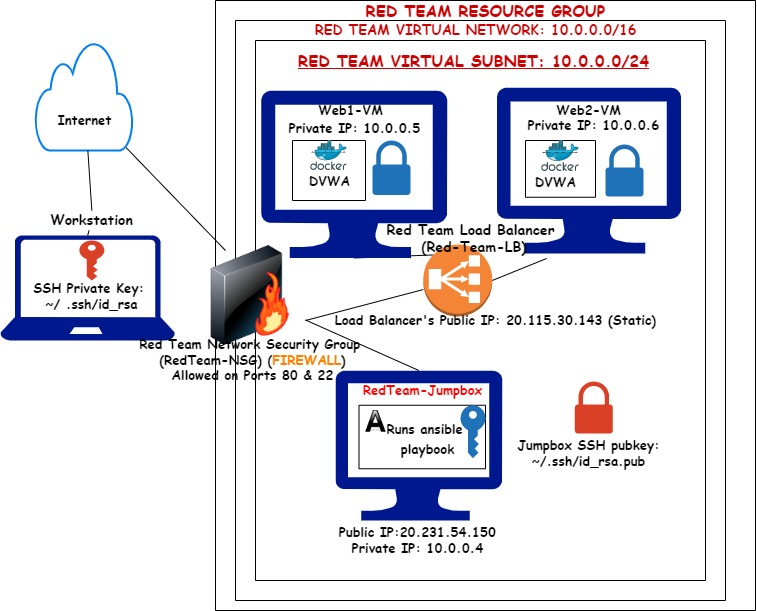 RED TEAM RESOURCE GROUP
RED TEAM VIRTUAL NETWORK: 10.0.0.0/16
RED TEAM VIRTUAL SUBNET: 10.0.0.0/24
Internet
Web1-VM
Private IP: 10.0.0.5
docker
DVWA
Web2-VM
Private IP: 10.0.0.6
docker
DVWA
Workstation
SSH Private Key:
~/ .ssh/id_rsa
Red Team Load Balancer
(Red-Team-LB)
Load Balancer's Public IP: 20.115.30.143 (Static)
Red Team Network Security Group
(RedTeam-NSG) (FIREWALL)
Allowed on Ports 80 & 22
RedTeam-Jumpbox
A Runs ansible
playbook
Jumpbox SSH pubkey:
~/.ssh/id_rsa.pub
Public IP:20.231.54.150
Private IP: 10.0.0.4